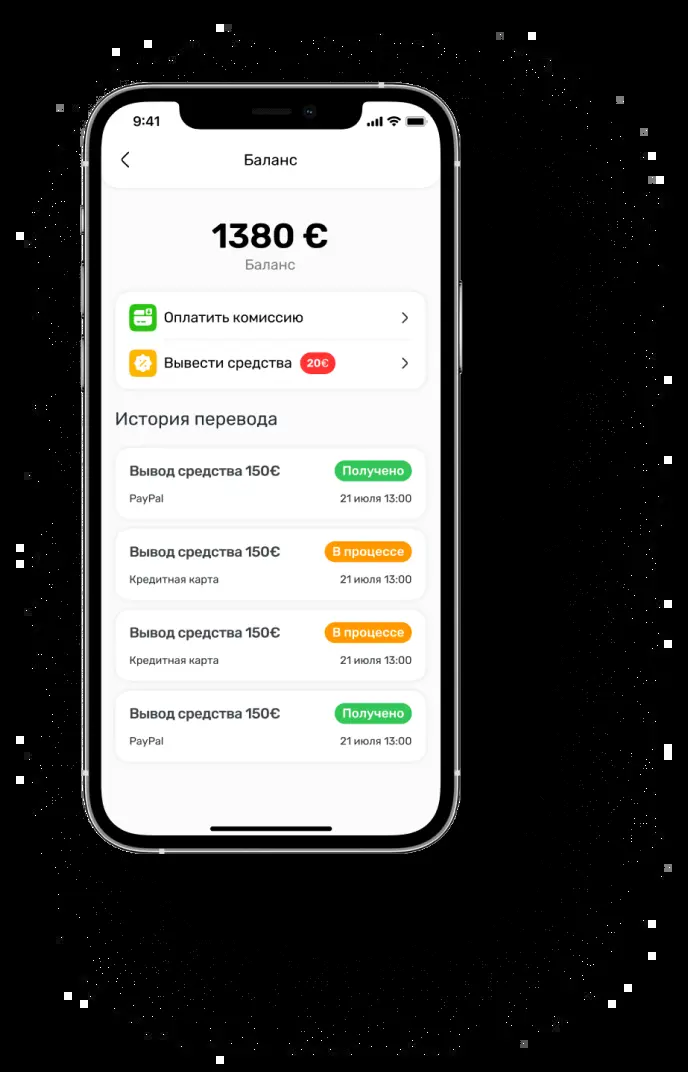 9:41
Баланс
1380 €
Баланс
Оплатить комиссию
Вывести средства 20€
История перевода
Вывод средства 150€ Получено
PayPal 21 июля 13:00
Вывод средства 150€ В процессе
Кредитная карта 21 июля 13:00
Вывод средства 150€ В процессе
Кредитная карта 21 июля 13:00
Вывод средства 150€ Получено
PayPal 21 июля 13:00